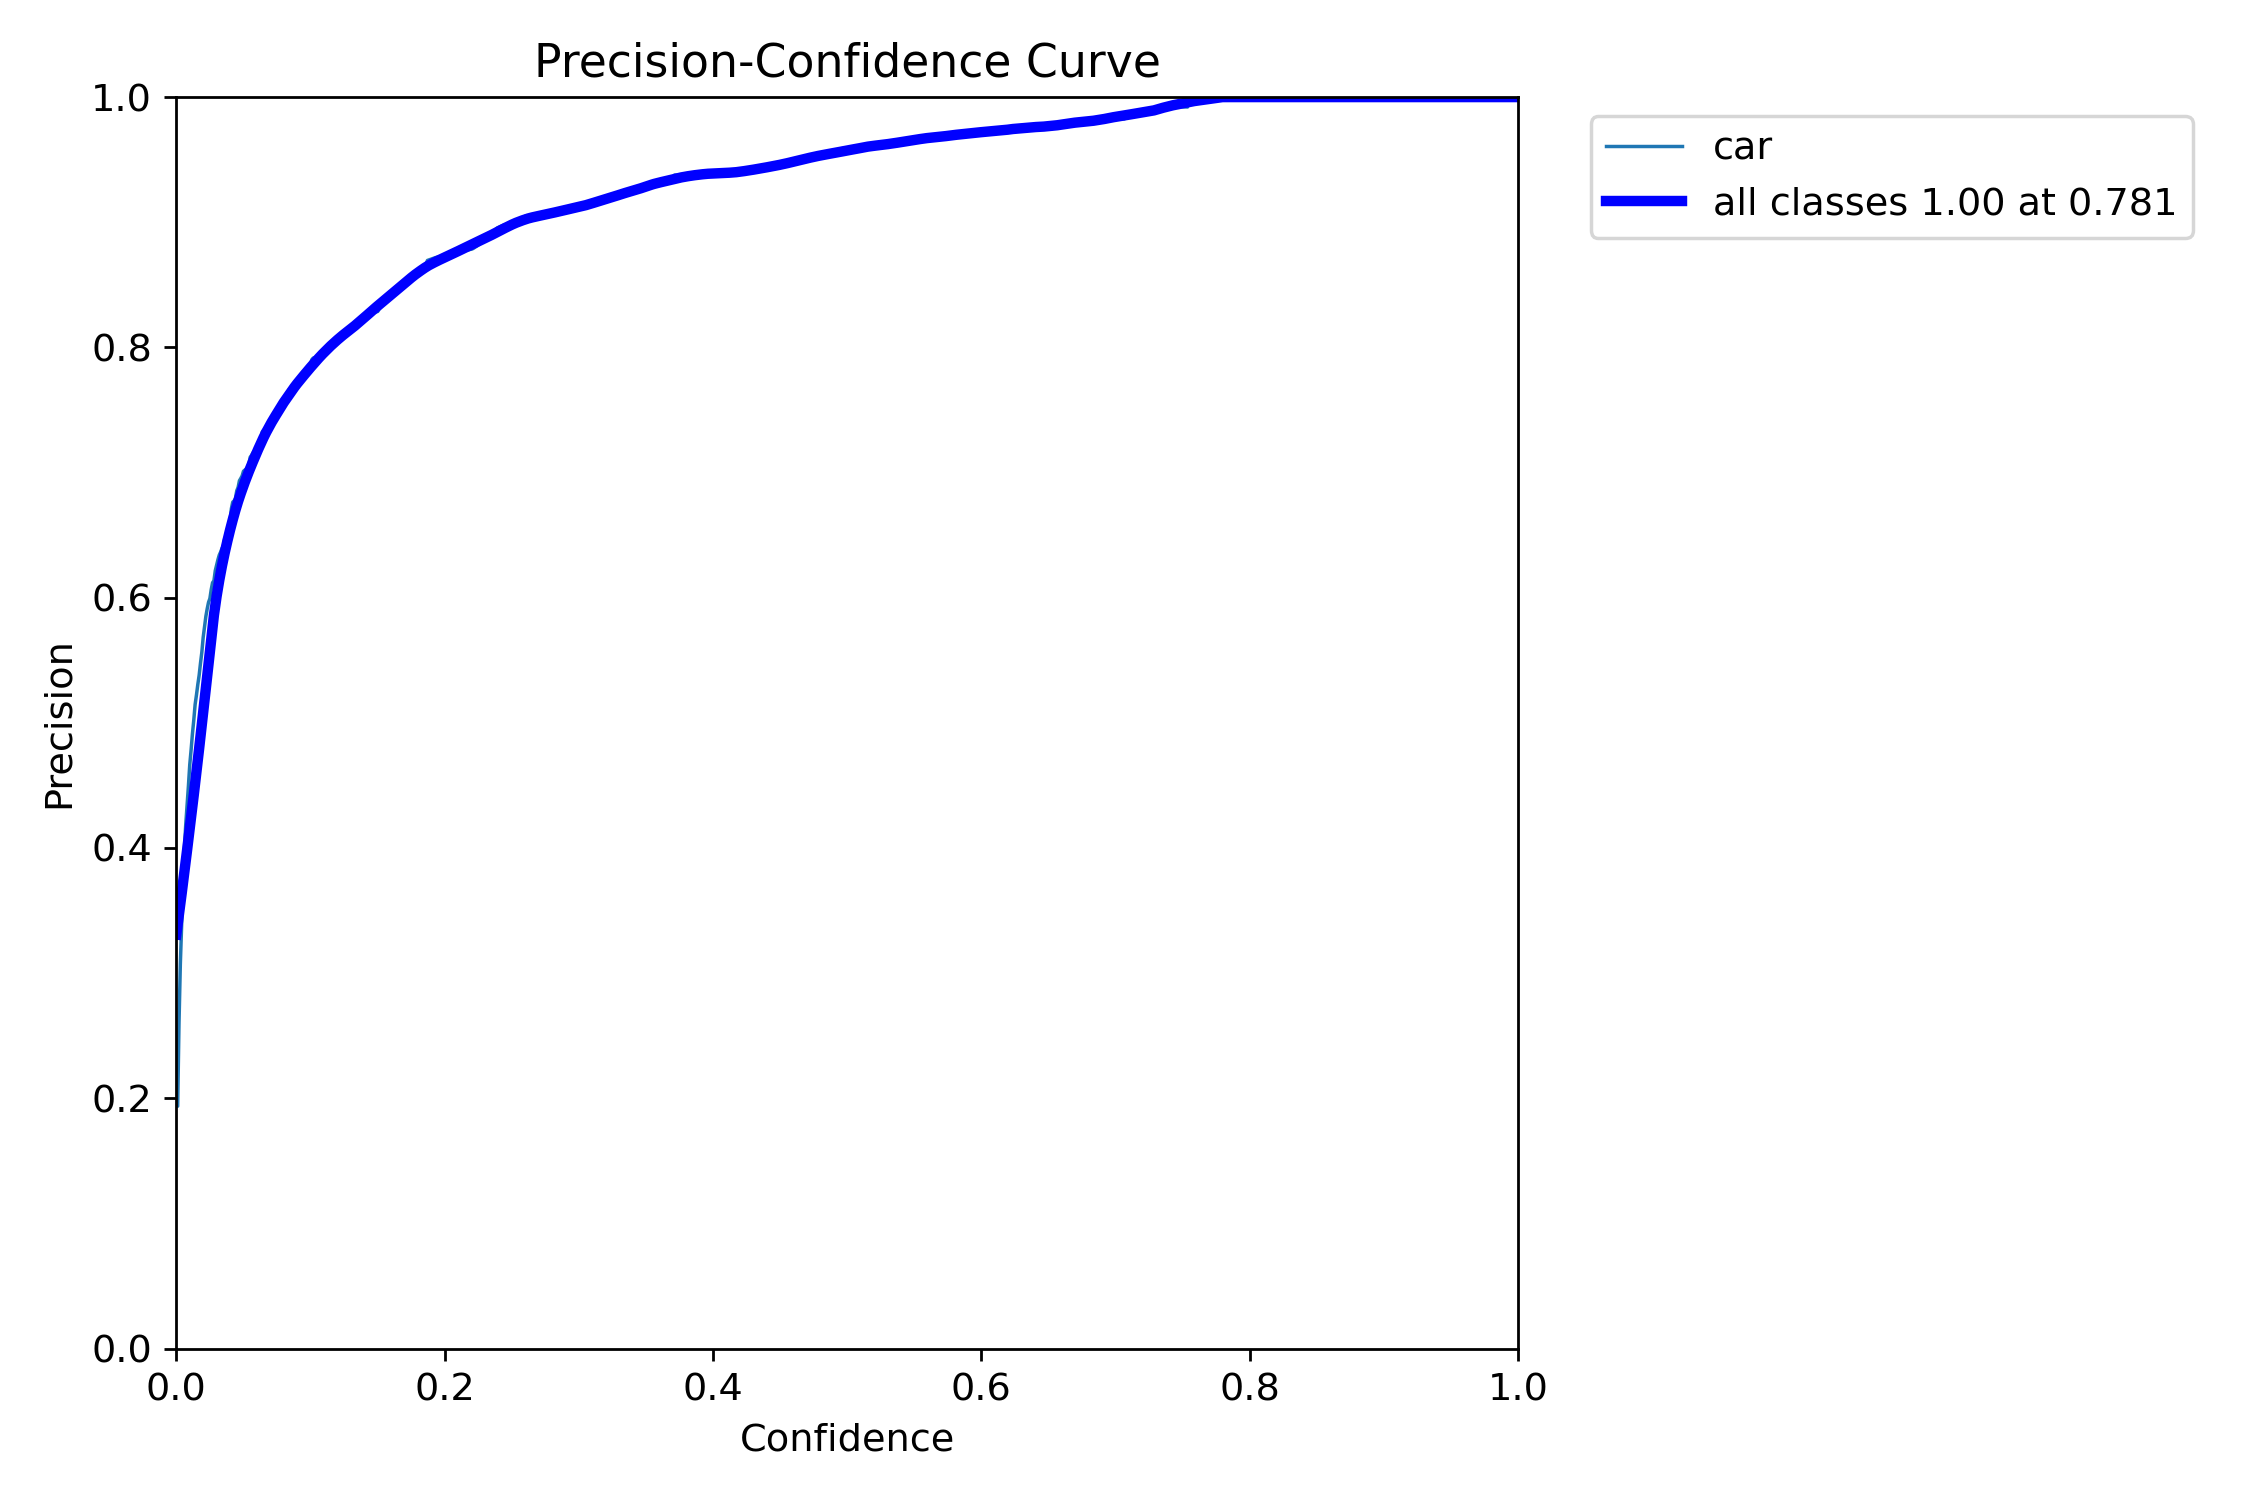 Precision-Confidence Curve
1.0
0.8
0.6
0.4
0.2
0.0
Precision
0.0 0.2 0.4 0.6 0.8 1.0
Confidence
car
all classes 1.00 at 0.781